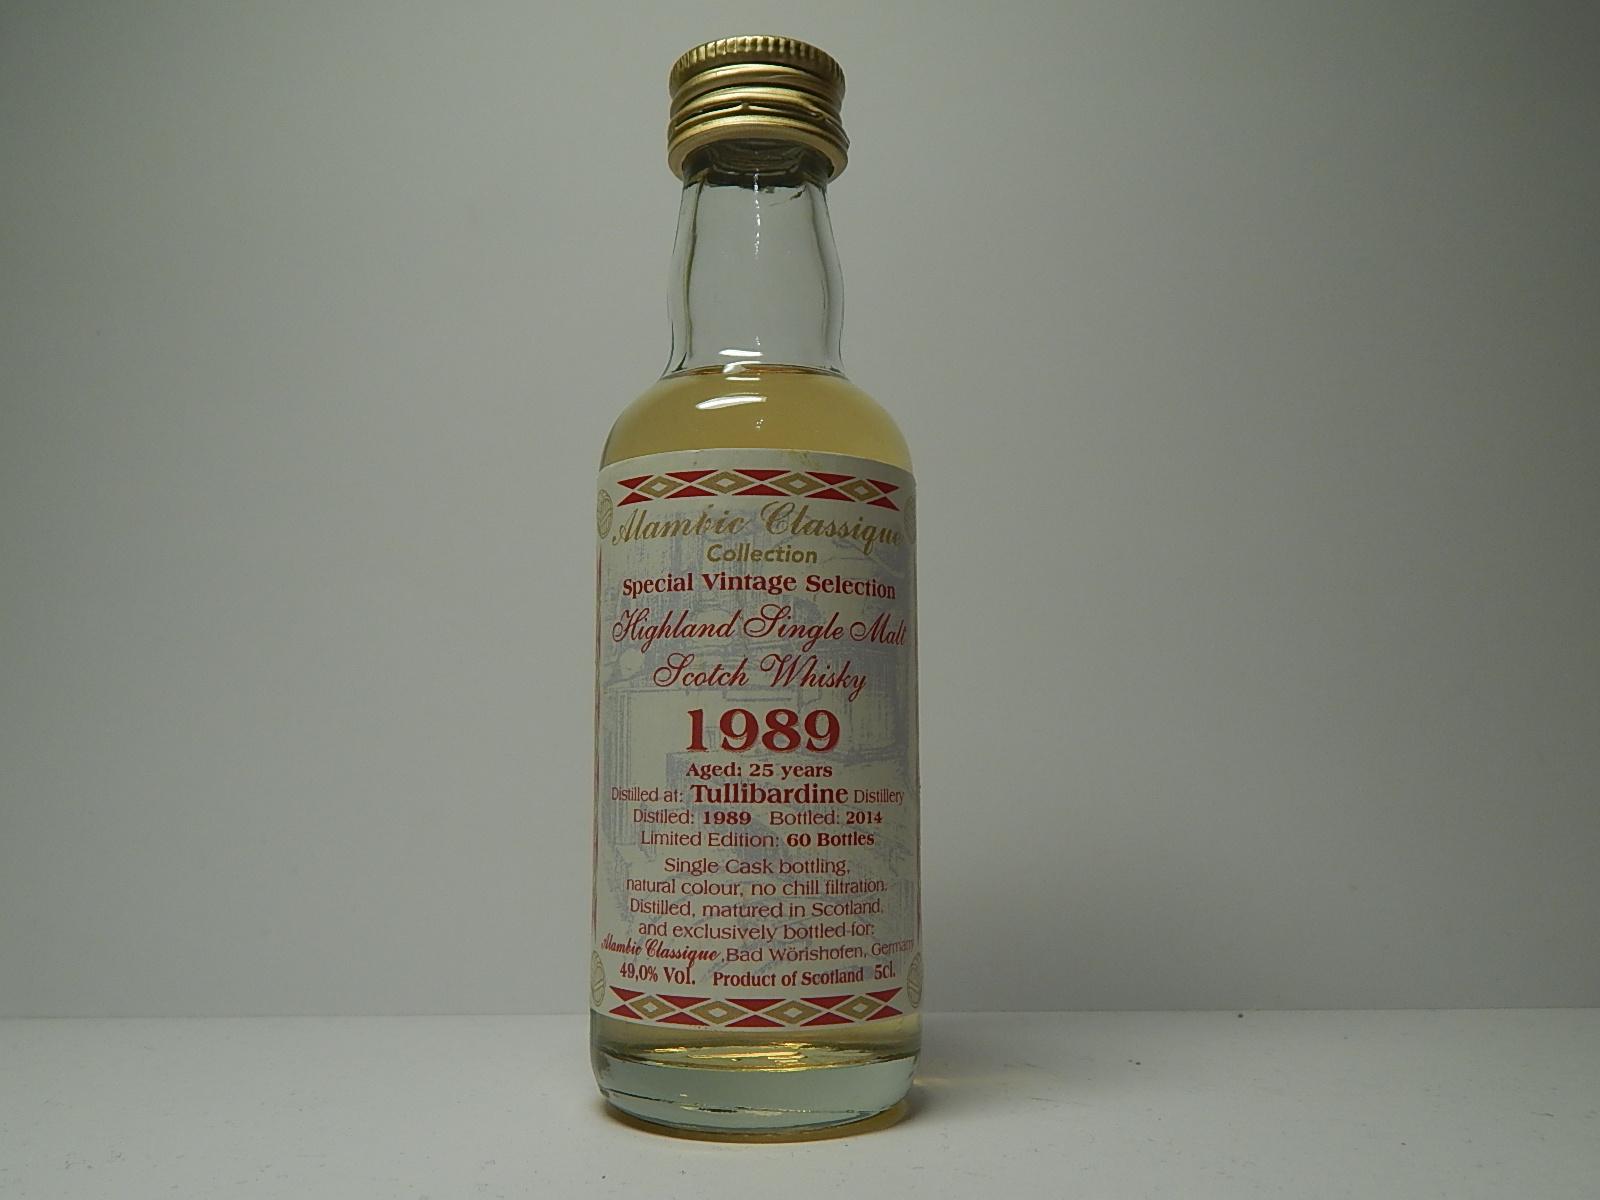 Alambic Classique
Collection
Special Vintage Selection
Highland Single Malt
Scotch Whisky
1989
Aged: 25 years
Distilled at: Tullibardine Distillery
Distiled: 1989 Bottled: 2014
Limited Edition: 60 Bottles
Single Cask bottling,
natural colour, no chill filtration.
Distilled, matured in Scotland,
and exclusively bottled for:
Alambic Classique, Bad Wörishofen, Germany
49,0% Vol. Product of Scotland 5cl.